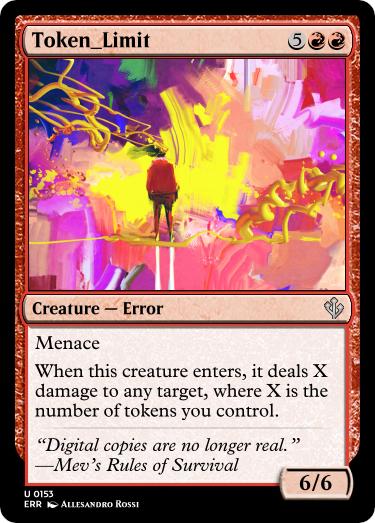 Token_Limit 5
Creature — Error
Menace
When this creature enters, it deals X
damage to any target, where X is the
number of tokens you control.
“Digital copies are no longer real.”
—Mev's Rules of Survival
6/6
U 0153
ERR Allesandro Rossi